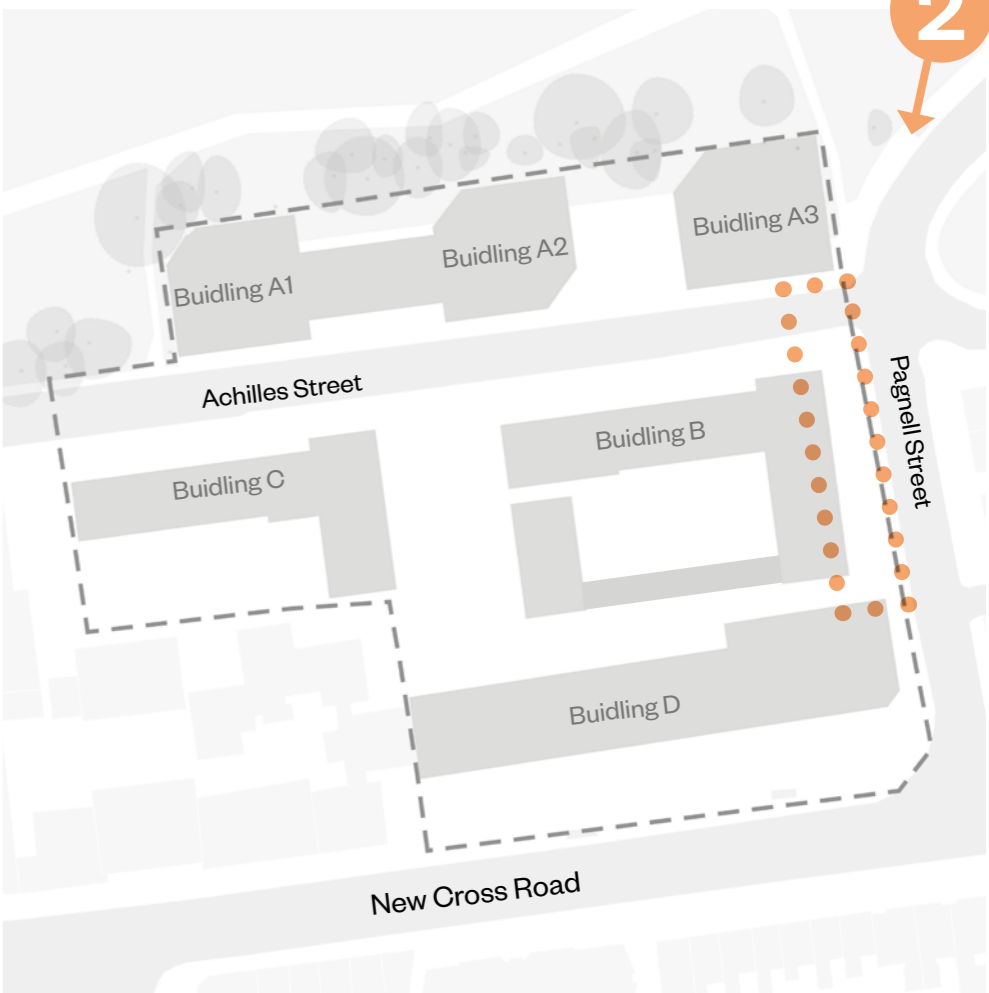 2
Buidling A3
Buidling A2
Buidling A1
Achilles Street
Pagnell Street
Buidling B
Buidling C
Buidling D
New Cross Road